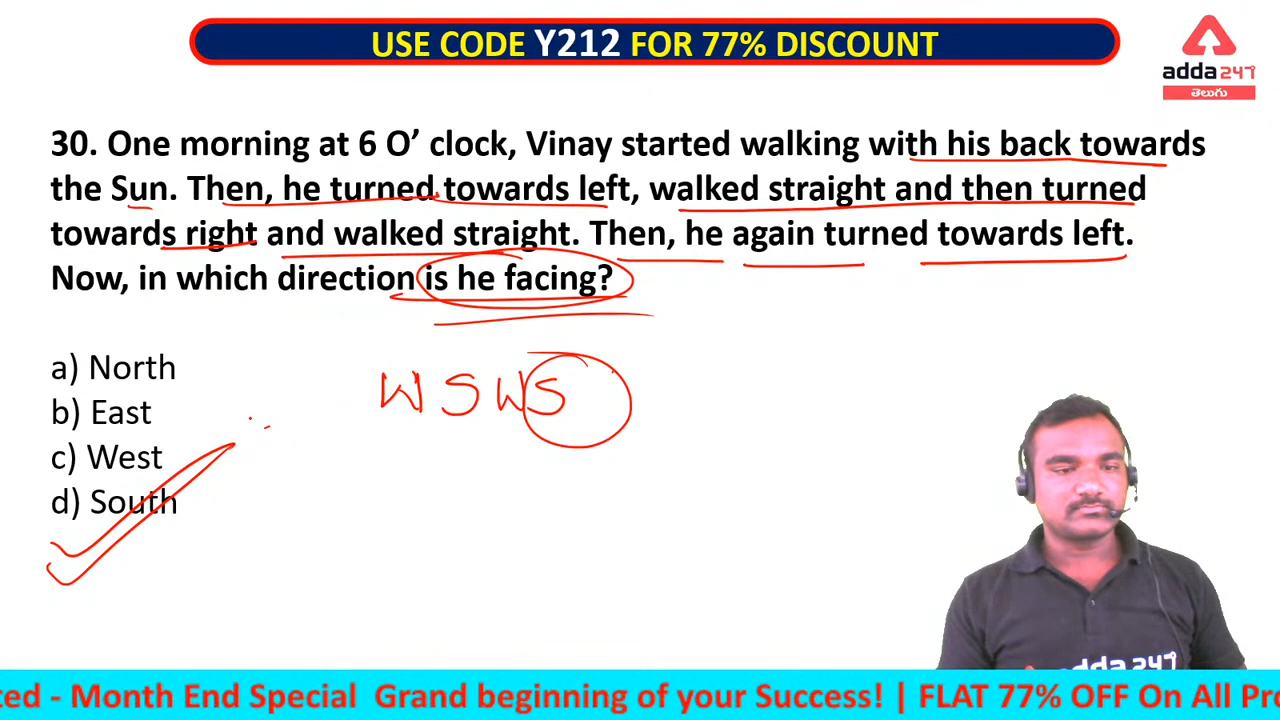 USE CODE Y212 FOR 77% DISCOUNT
adda247
తెలుగు
30. One morning at 6 O' clock, Vinay started walking with his back towards
the Sun. Then, he turned towards left, walked straight and then turned
towards right and walked straight. Then, he again turned towards left.
Now, in which direction is he facing?
a) North
b) East
c) West
d) South
W S W S
adda247
ted - Month End Special Grand beginning of your Success! | FLAT 77% OFF On All Pro